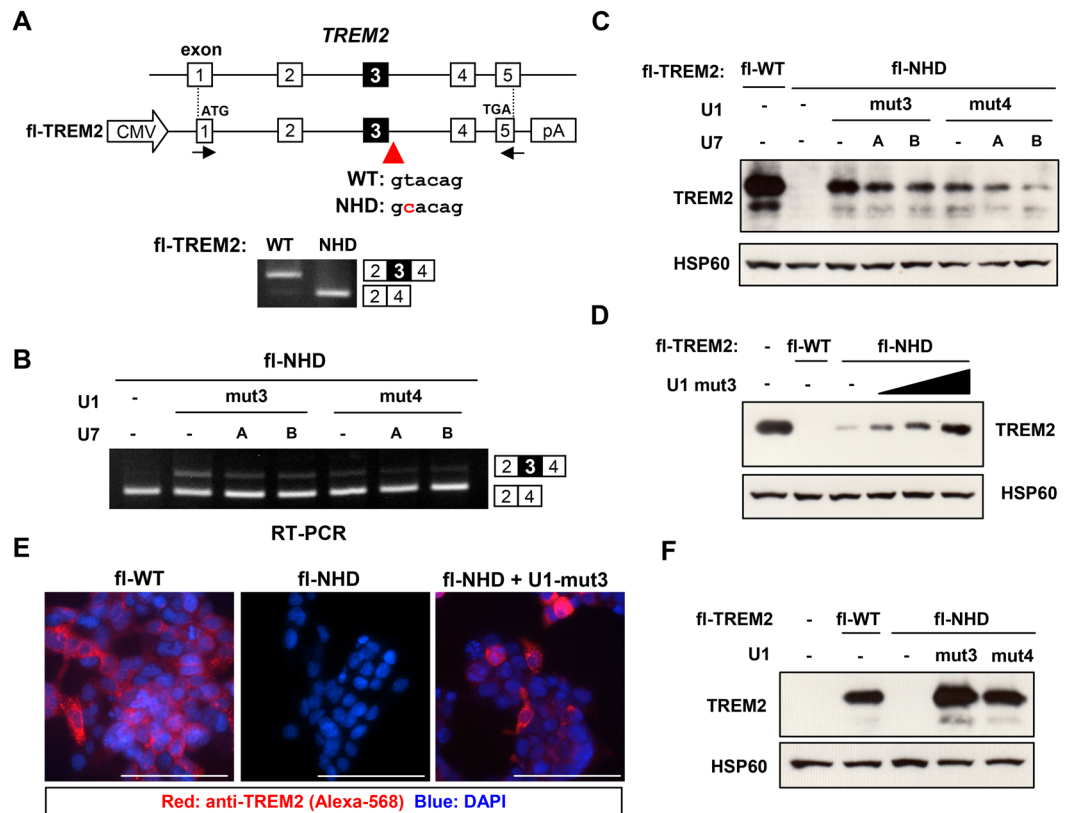 A
TREM2
exon
1 2 3 4 5
ATG TGA
fl-TREM2 CMV 1 2 3 4 5 pA
WT: gtacag
NHD: gcacag
fl-TREM2: WT NHD
2 3 4
2 4
B
fl-NHD
U1 - mut3 mut4
U7 - - A B - A B
2 3 4
2 4
RT-PCR
C
fl-TREM2: fl-WT fl-NHD
U1 - - mut3 mut4
U7 - - - A B - A B
TREM2
HSP60
D
fl-TREM2: - fl-WT fl-NHD
U1 mut3 - - -
TREM2
HSP60
E
fl-WT fl-NHD fl-NHD + U1-mut3
Red: anti-TREM2 (Alexa-568) Blue: DAPI
F
fl-TREM2 - fl-WT fl-NHD
U1 - - - mut3 mut4
TREM2
HSP60